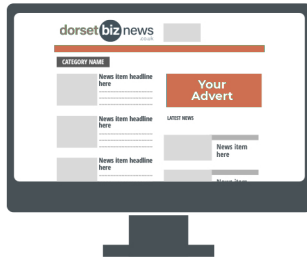 dorset biz news
.co.uk
CATEGORY NAME
News item headline
here
Your
Advert
News item headline
here
LATEST NEWS
News item
here
News item headline
here
News item